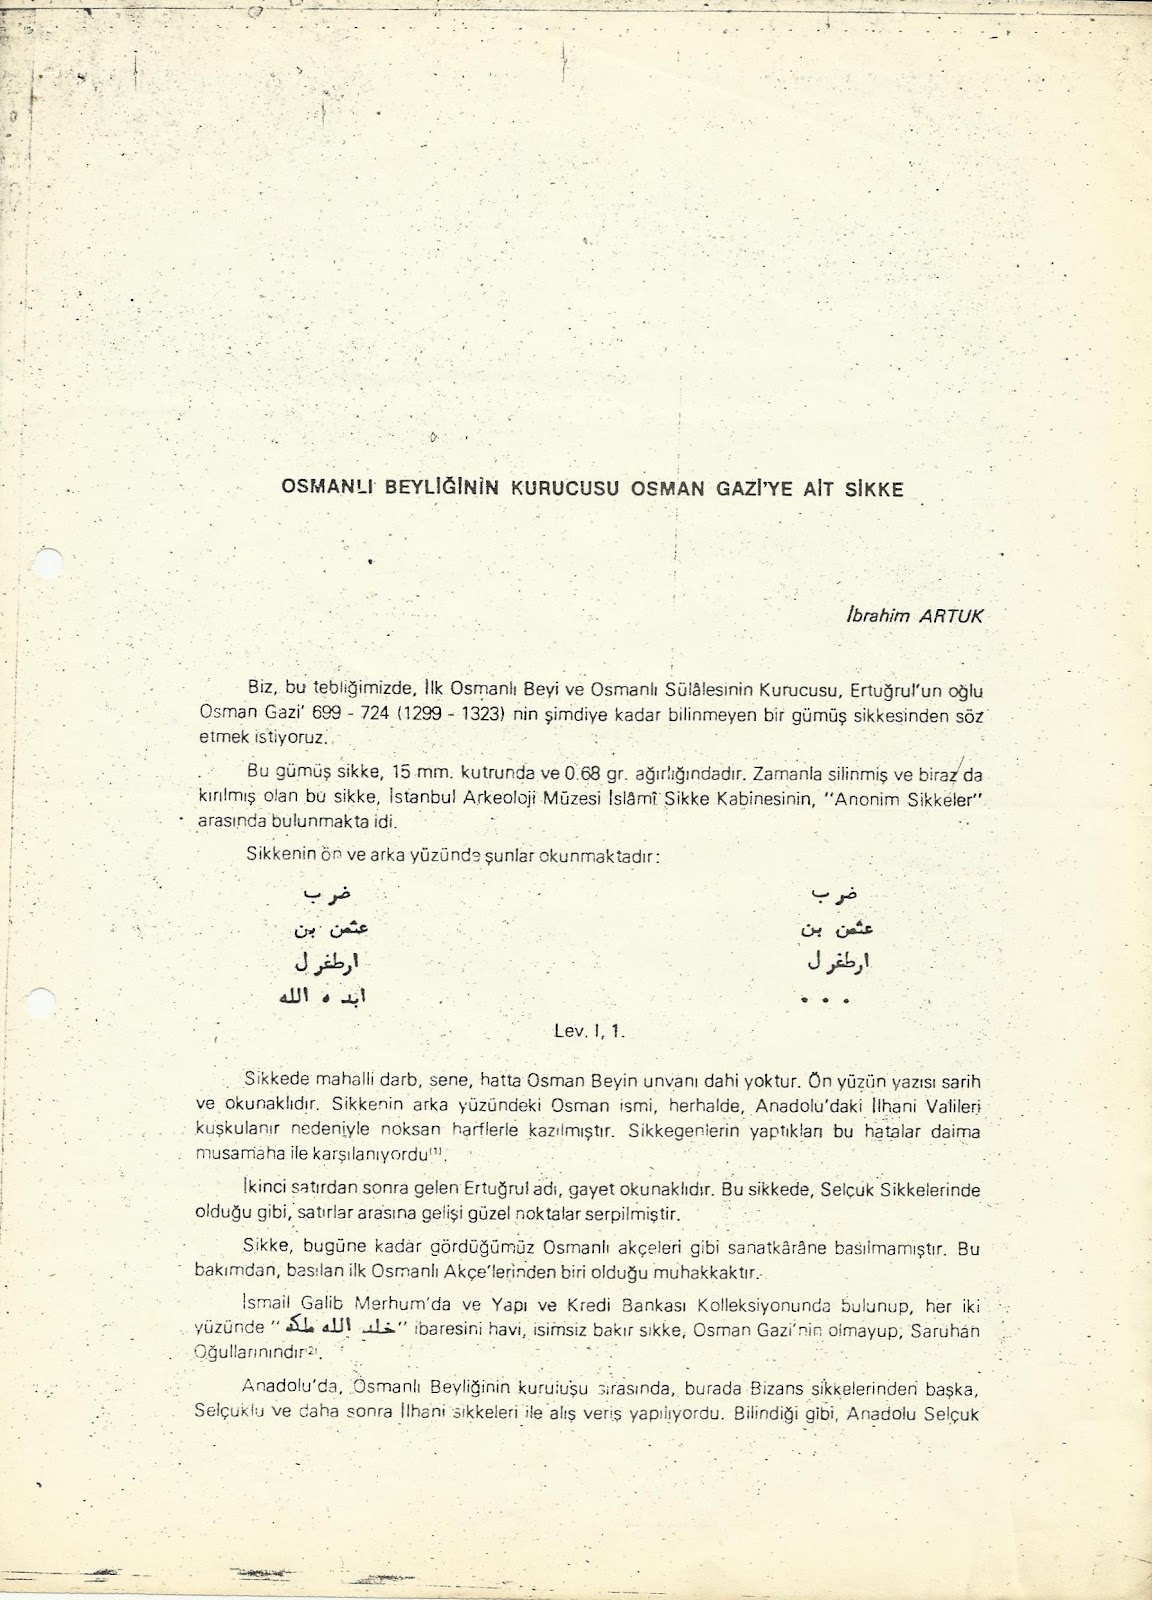 OSMANLI BEYLİĞİNİN KURUCUSU OSMAN GAZİ'YE AİT SİKKE
İbrahim ARTUK
Biz, bu tebliğimizde, İlk Osmanlı Beyi ve Osmanlı Sülâlesinin Kurucusu, Ertuğrul'un oğlu
Osman Gazi' 699 - 724 (1299 - 1323) nin şimdiye kadar bilinmeyen bir gümüş sikkesinden söz
etmek istiyoruz.
Bu gümüş sikke, 15 mm. kutrunda ve 0.68 gr. ağırlığındadır. Zamanla silinmiş ve biraz da
kırılmış olan bu sikke, İstanbul Arkeoloji Müzesi İslâmî Sikke Kabinesinin, "Anonim Sikkeler"
arasında bulunmakta idi.
Sikkenin ön ve arka yüzünde şunlar okunmaktadır:
ضرب ضرب
عثمن بن عثمن بن
ارطغرل ارطغرل
ايده الله . . .
Lev. I, 1.
Sikkede mahalli darb, sene, hatta Osman Beyin unvanı dahi yoktur. Ön yüzün yazısı sarih
ve okunaklıdır. Sikkenin arka yüzündeki Osman ismi, herhalde, Anadolu'daki İlhani Valileri
kuşkulanır nedeniyle noksan harflerle kazılmıştır. Sikkegenlerin yaptıkları bu hatalar daima
musamaha ile karşılanıyordu(1).
İkinci satırdan sonra gelen Ertuğrul adı, gayet okunaklıdır. Bu sikkede, Selçuk Sikkelerinde
olduğu gibi, satırlar arasına gelişi güzel noktalar serpilmiştir.
Sikke, bugüne kadar gördüğümüz Osmanlı akçeleri gibi sanatkârâne basılmamıştır. Bu
bakımdan, basılan ilk Osmanlı Akçe'lerinden biri olduğu muhakkaktır.
İsmail Galib Merhum'da ve Yapı ve Kredi Bankası Kolleksiyonunda bulunup, her iki
yüzünde "خلد الله ملكه" ibaresini havi, isimsiz bakır sikke, Osman Gazi'nin olmayup, Saruhan
Oğullarınındır(2).
Anadolu'da, Osmanlı Beyliğinin kuruluşu sırasında, burada Bizans sikkelerinden başka,
Selçuklu ve daha sonra İlhani sikkeleri ile alış veriş yapılıyordu. Bilindiği gibi, Anadolu Selçuk